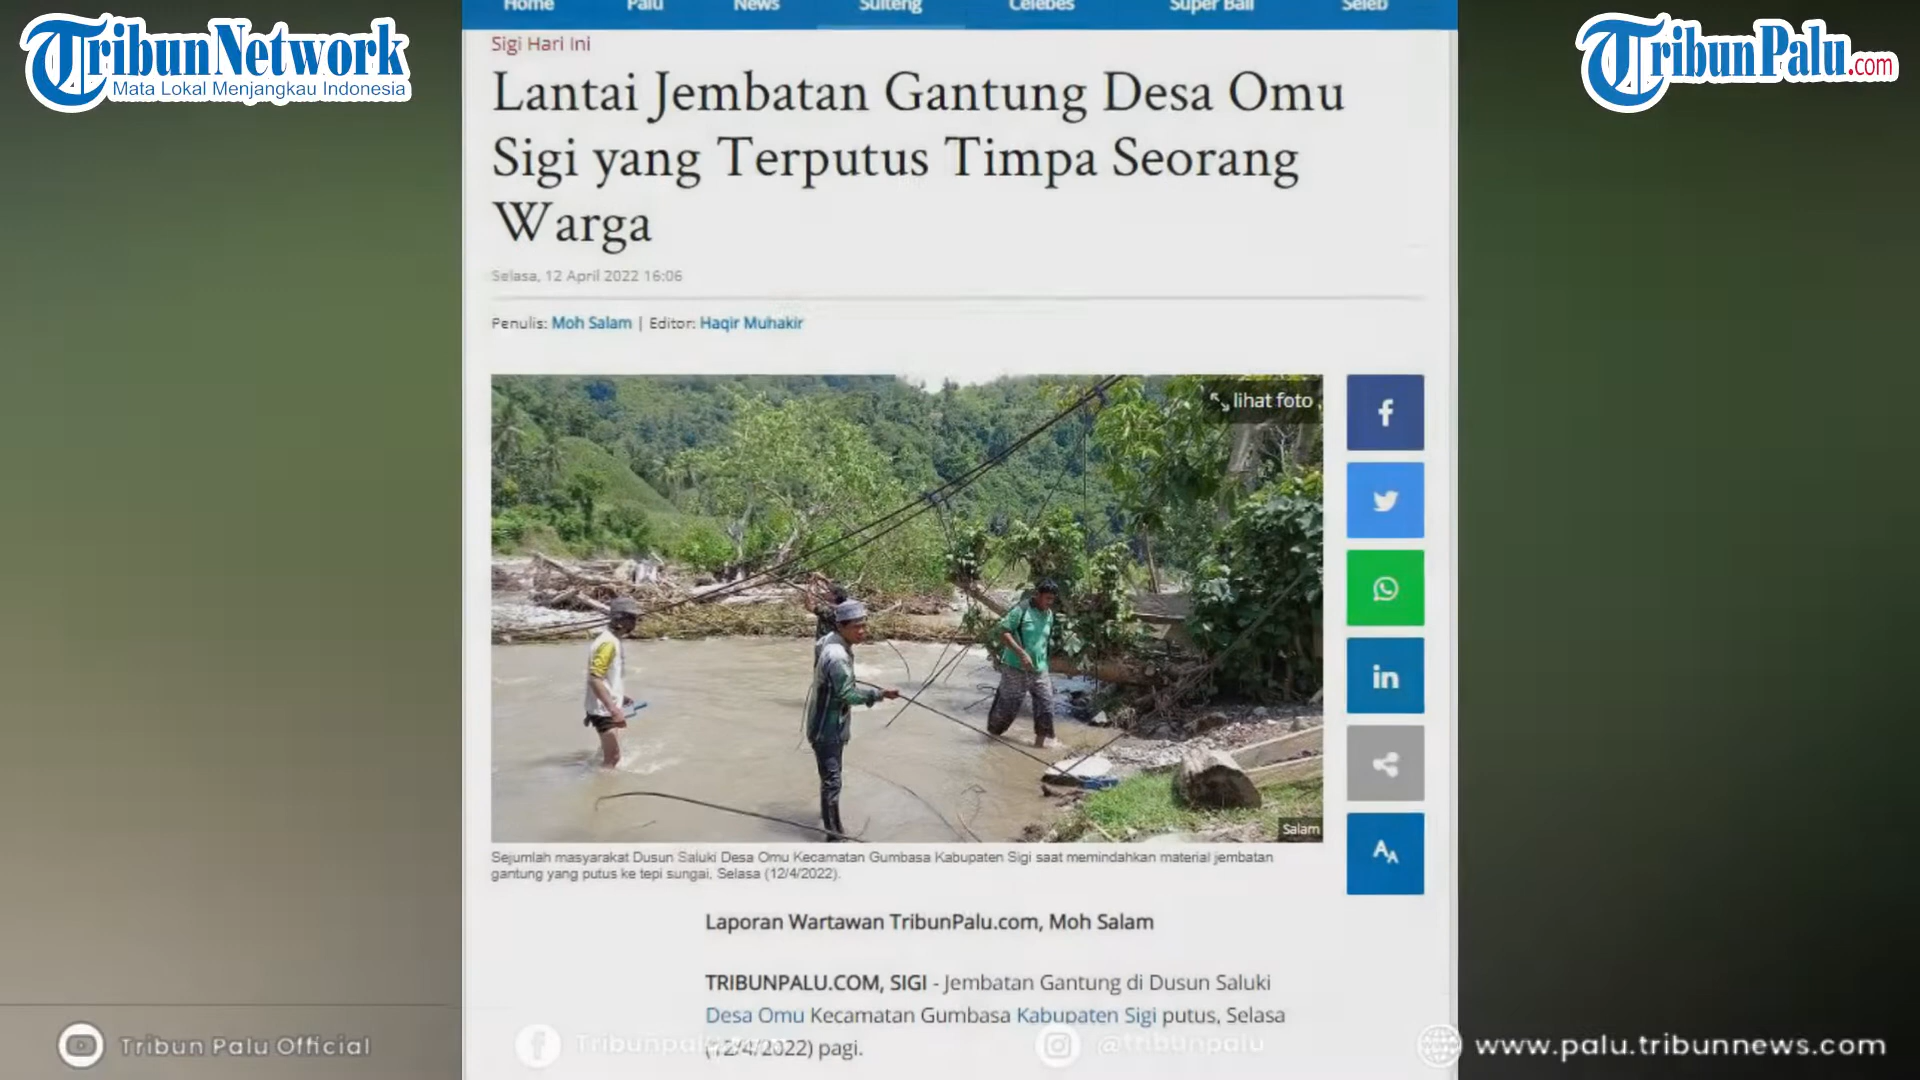 Home Palu News Sulteng Celebes Super Ball Seleb
TribunNetwork
Mata Lokal Menjangkau Indonesia
TribunPalu.com
Sigi Hari Ini
Lantai Jembatan Gantung Desa Omu
Sigi yang Terputus Timpa Seorang
Warga
Selasa, 12 April 2022 16:06
Penulis: Moh Salam | Editor: Haqir Muhakir
lihat foto
Salam
Sejumlah masyarakat Dusun Saluki Desa Omu Kecamatan Gumbasa Kabupaten Sigi saat memindahkan material jembatan
gantung yang putus ke tepi sungai, Selasa (12/4/2022).
Laporan Wartawan TribunPalu.com, Moh Salam
TRIBUNPALU.COM, SIGI - Jembatan Gantung di Dusun Saluki
Desa Omu Kecamatan Gumbasa Kabupaten Sigi putus, Selasa
(12/4/2022) pagi.
Tribun Palu Official
@tribunpalu
www.palu.tribunnews.com